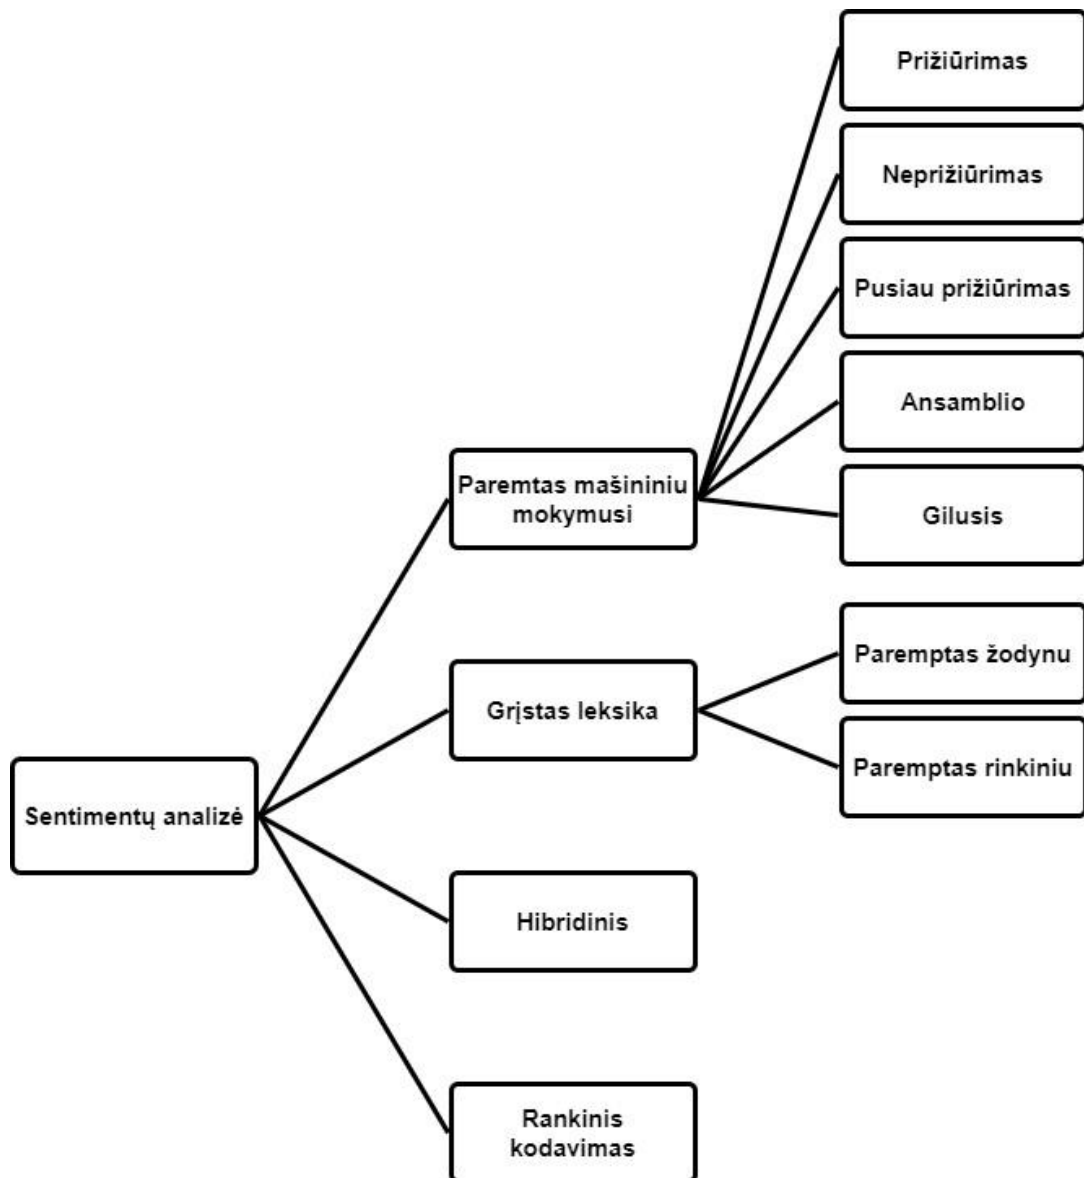 Prižiūrimas
Neprižiūrimas
Pusiau prižiūrimas
Ansamblio
Paremtas mašininiu
mokymusi
Gilusis
Paremptas žodynu
Grįstas leksika
Paremptas rinkiniu
Sentimentų analizė
Hibridinis
Rankinis
kodavimas